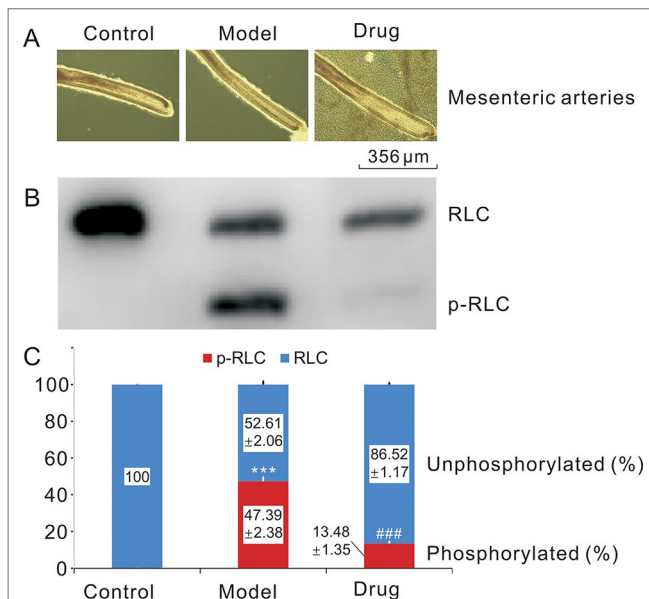 A
Control Model Drug
Mesenteric arteries
356 μm
B
RLC
p-RLC
C
p-RLC RLC
100
80
60
40
20
0
100
52.61
±2.06
***
47.39
±2.38
86.52
±1.17
###
13.48
±1.35
Unphosphorylated (%)
Phosphorylated (%)
Control Model Drug